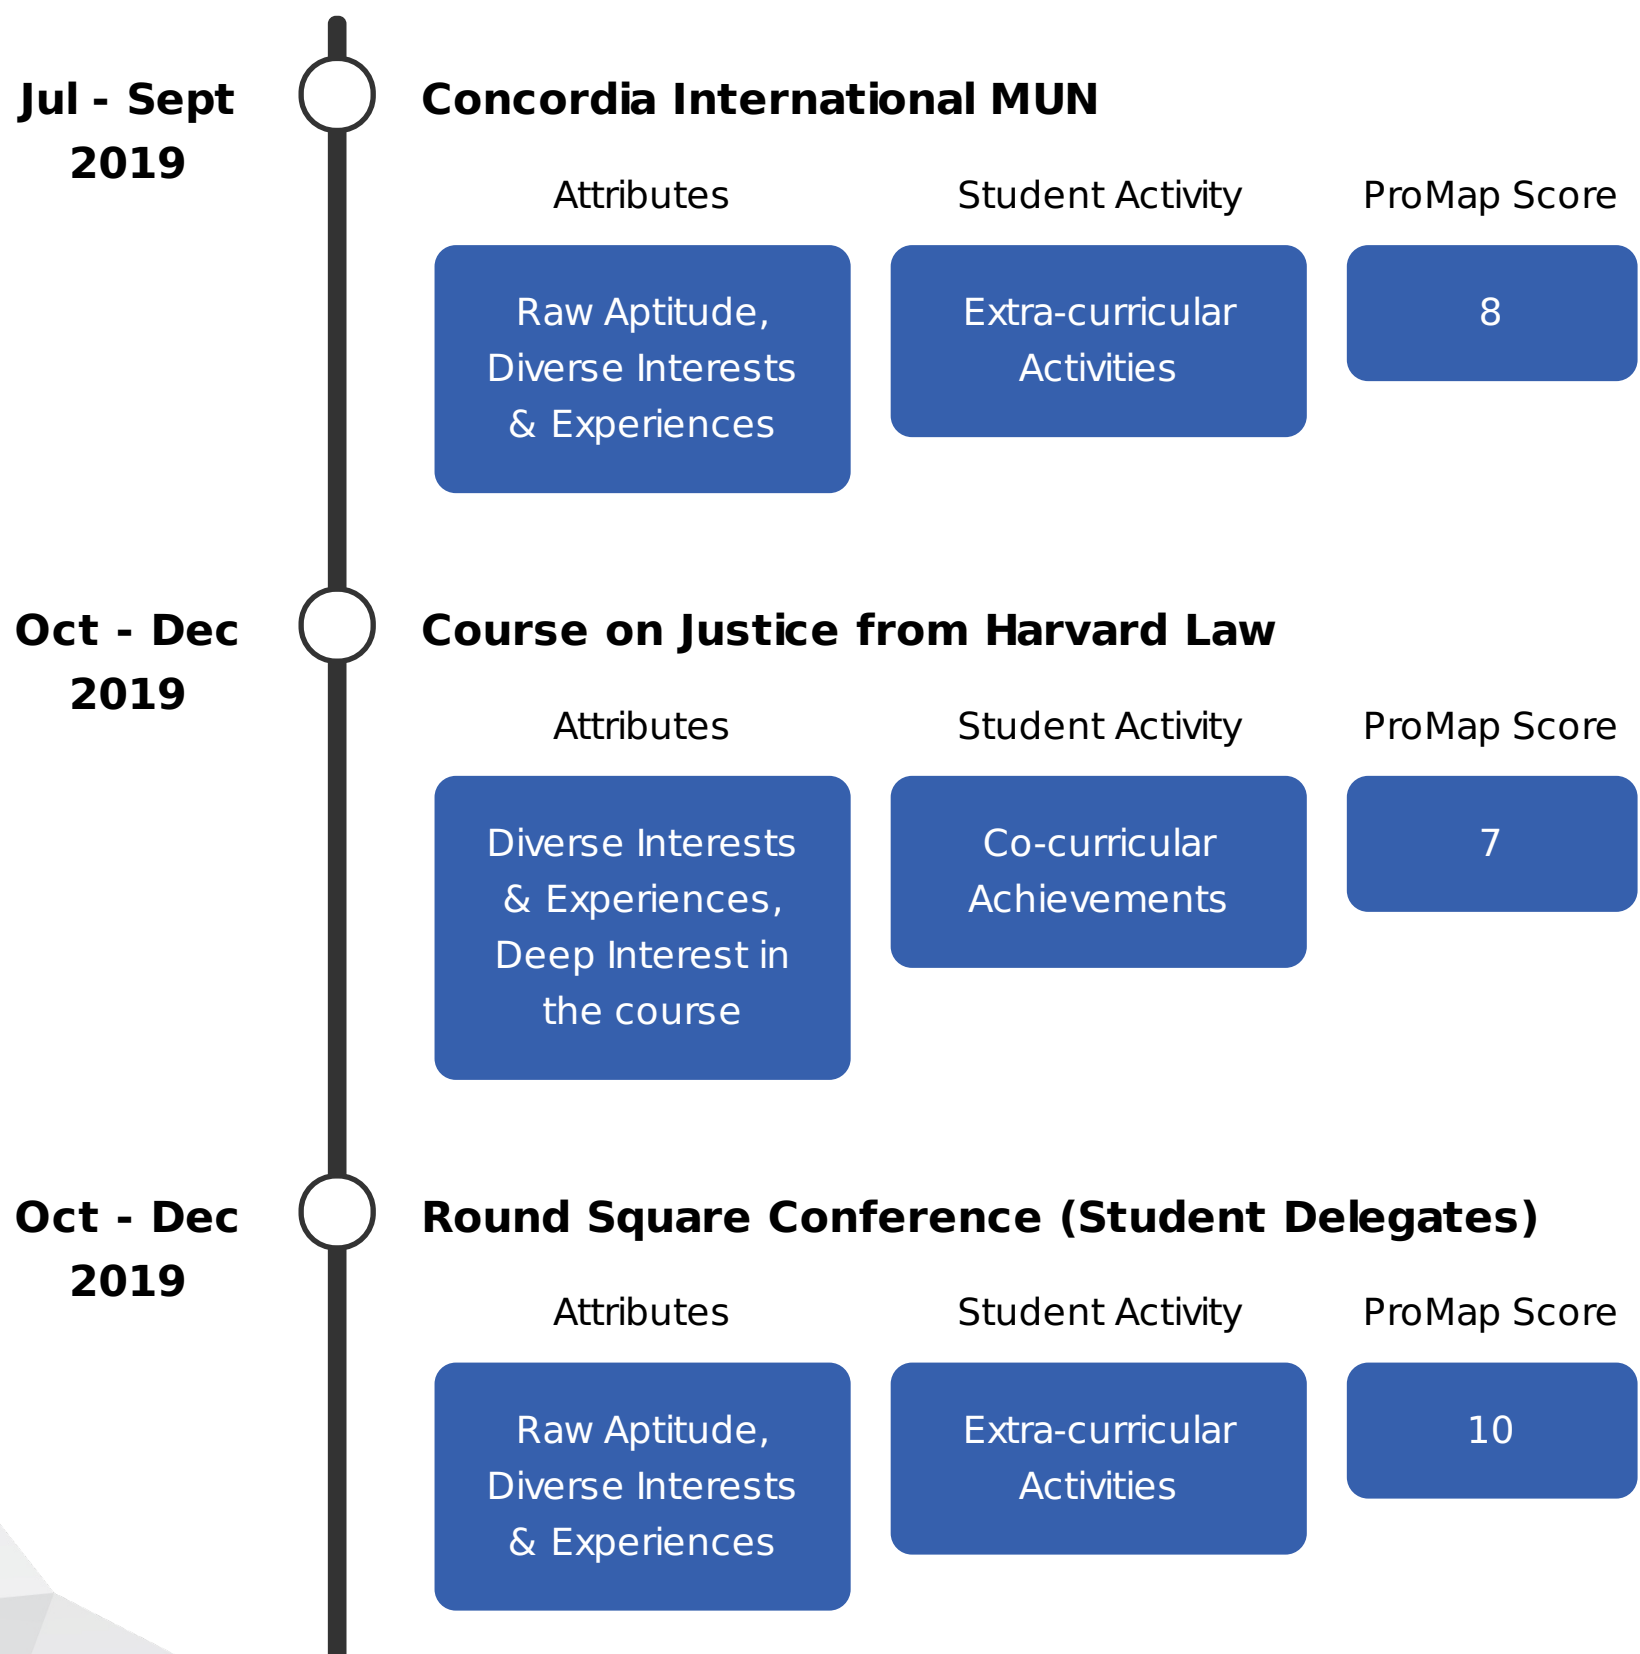 Jul - Sept
2019
Concordia International MUN
Attributes
Student Activity
ProMap Score
Raw Aptitude,
Diverse Interests
& Experiences
Extra-curricular
Activities
8
Oct - Dec
2019
Course on Justice from Harvard Law
Attributes
Student Activity
ProMap Score
Diverse Interests
& Experiences,
Deep Interest in
the course
Co-curricular
Achievements
7
Oct - Dec
2019
Round Square Conference (Student Delegates)
Attributes
Student Activity
ProMap Score
Raw Aptitude,
Diverse Interests
& Experiences
Extra-curricular
Activities
10